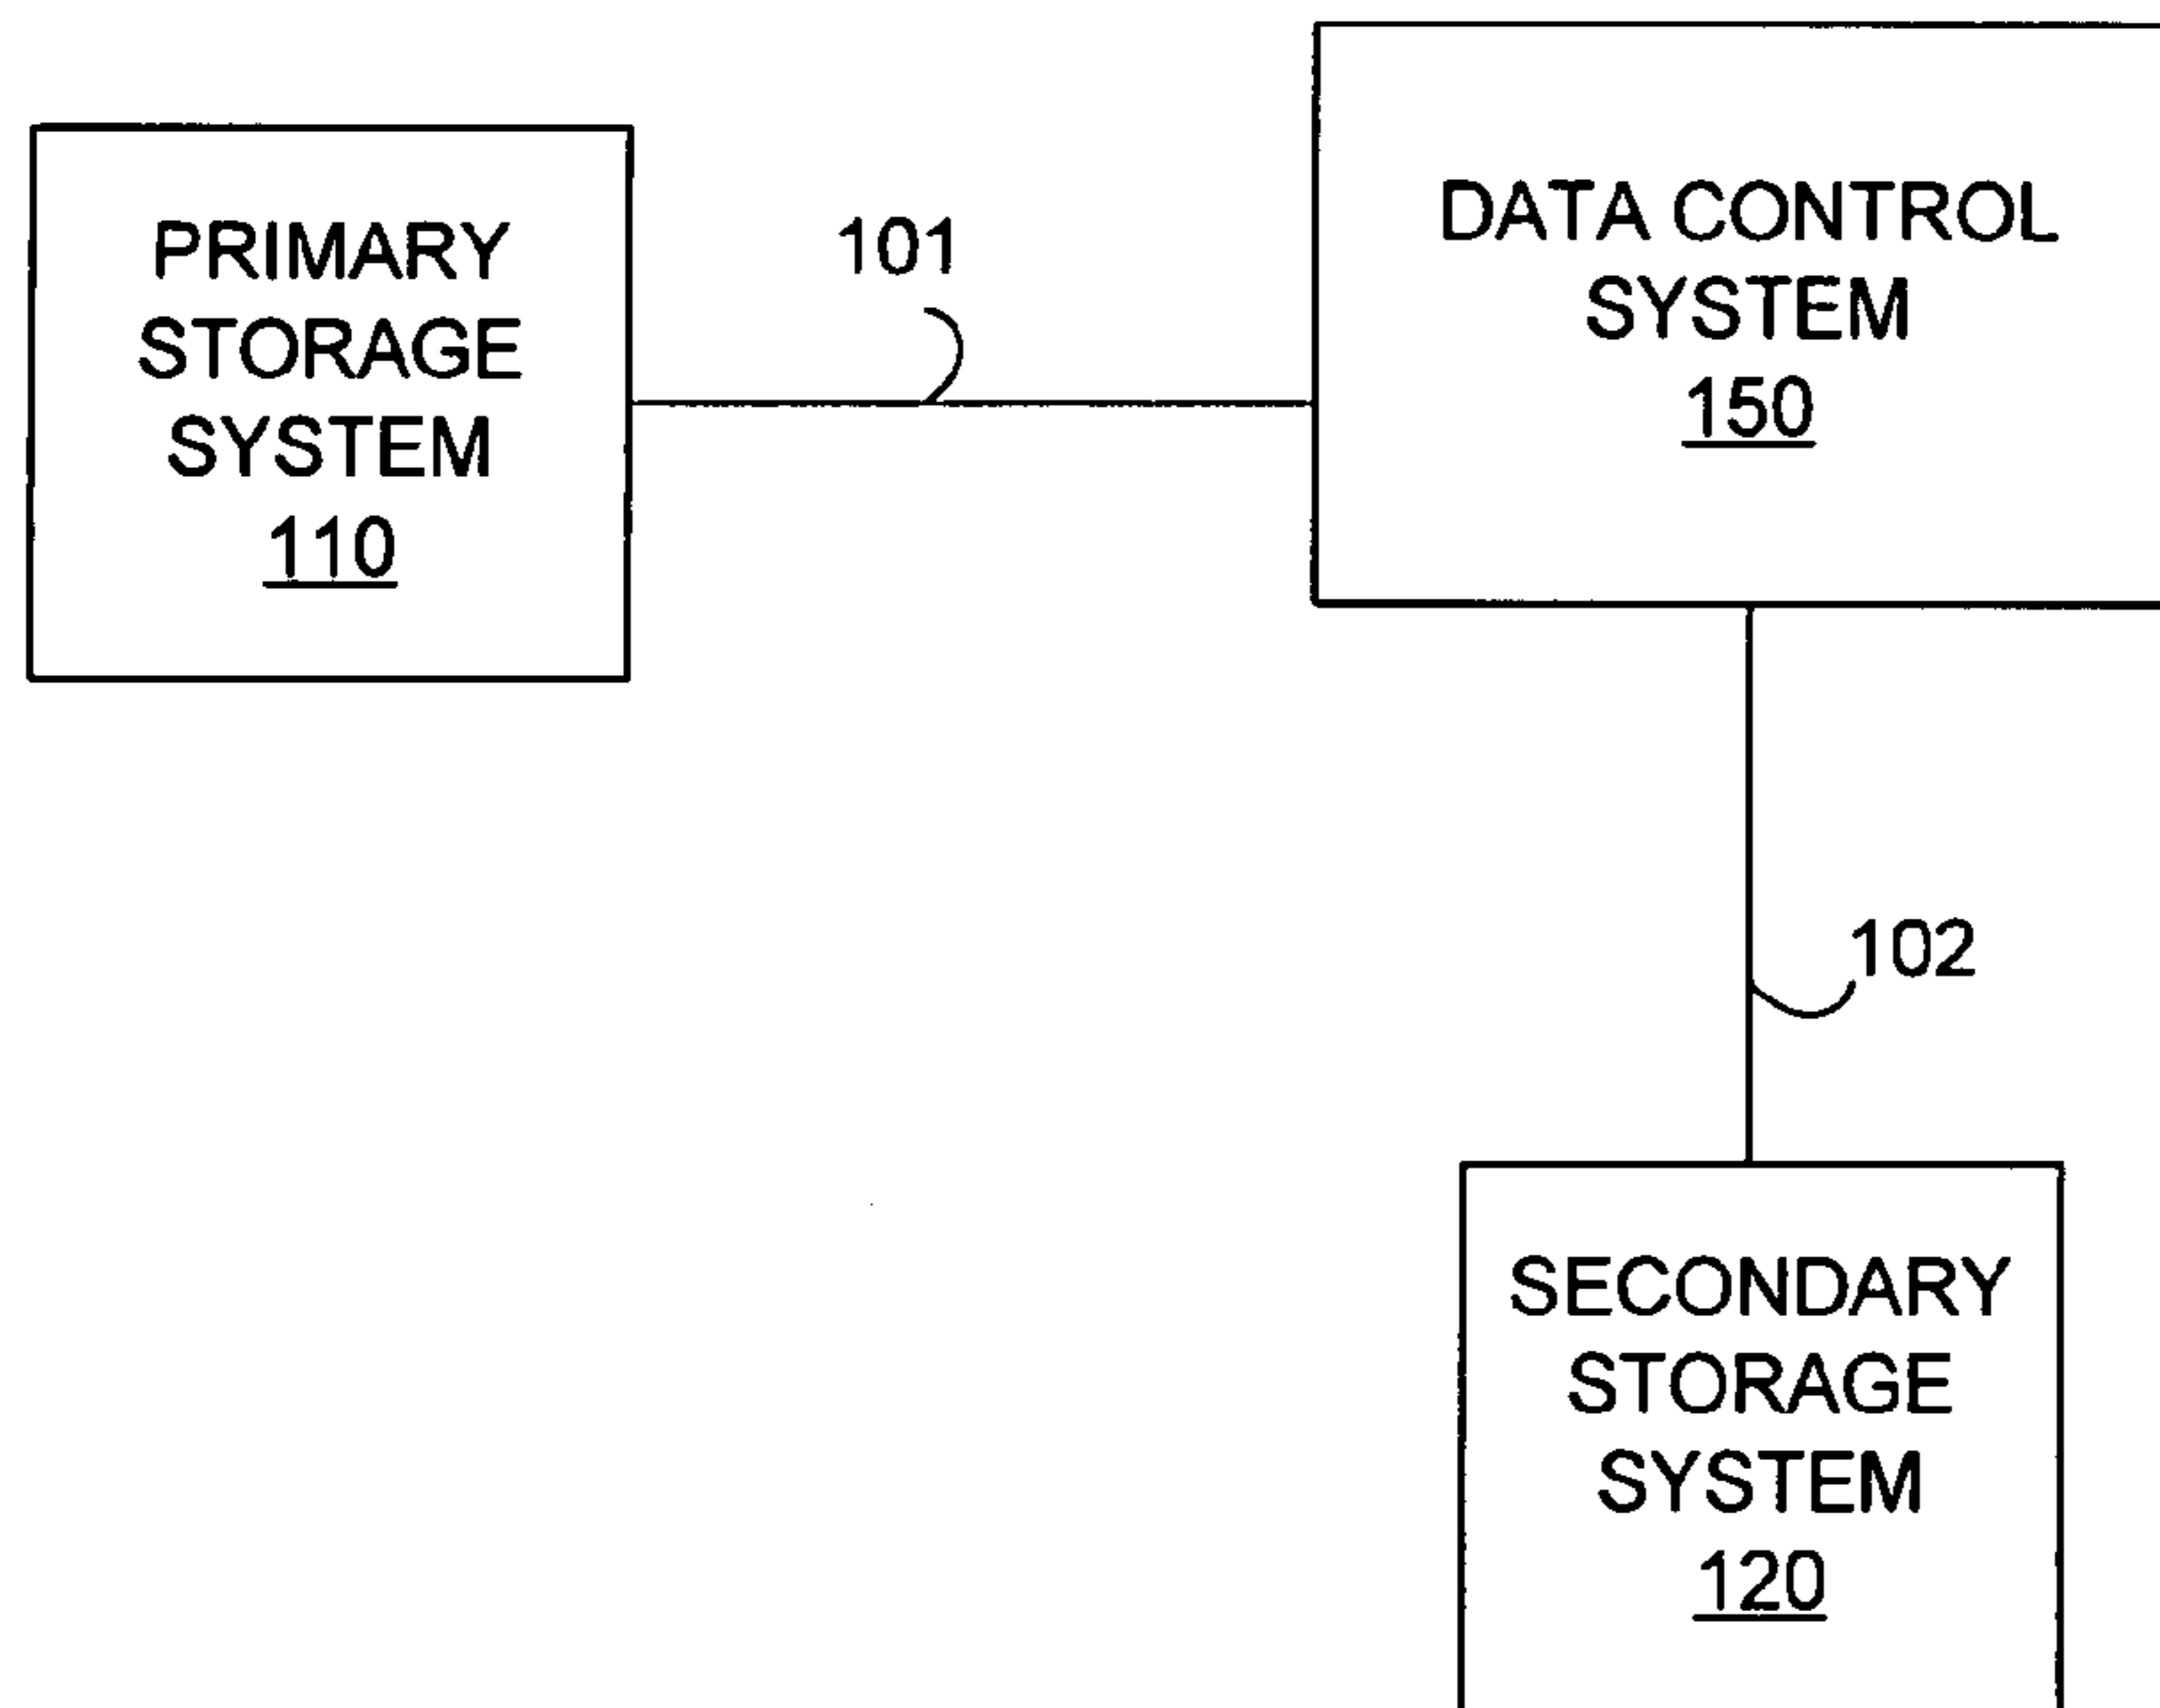 PRIMARY
STORAGE
SYSTEM
110
101
DATA CONTROL
SYSTEM
150
102
SECONDARY
STORAGE
SYSTEM
120